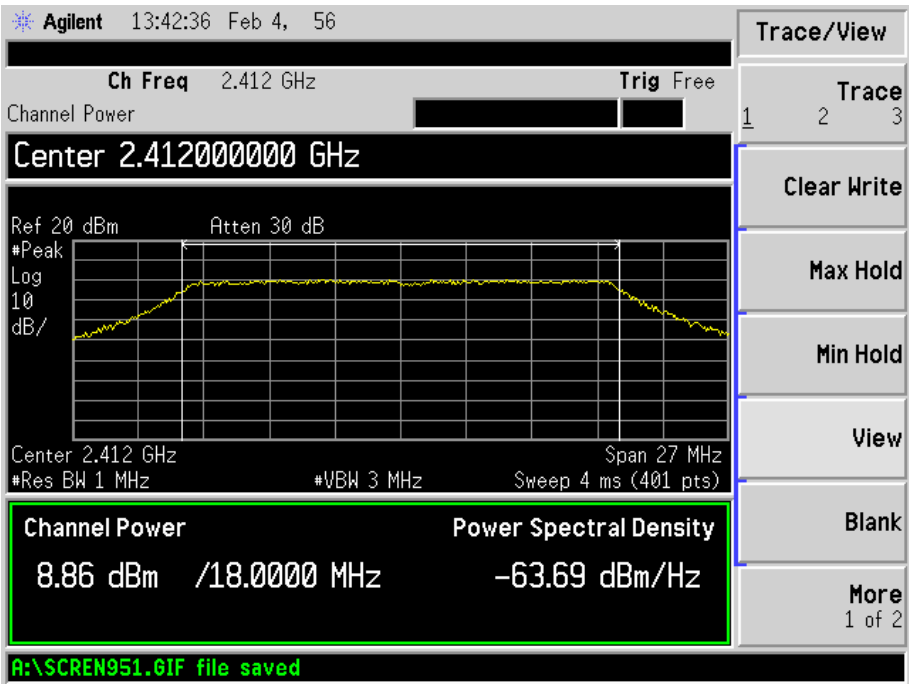 Agilent 13:42:36 Feb 4, 56
Trace/View
Ch Freq 2.412 GHz Trig Free
Channel Power
Trace
1 2 3
Center 2.412000000 GHz
Clear Write
Ref 20 dBm Atten 30 dB
#Peak
Log
10
dB/
Max Hold
Min Hold
Center 2.412 GHz Span 27 MHz
#Res BW 1 MHz #VBW 3 MHz Sweep 4 ms (401 pts)
View
Channel Power Power Spectral Density
8.86 dBm /18.0000 MHz -63.69 dBm/Hz
Blank
More
1 of 2
A:\SCREN951.GIF file saved